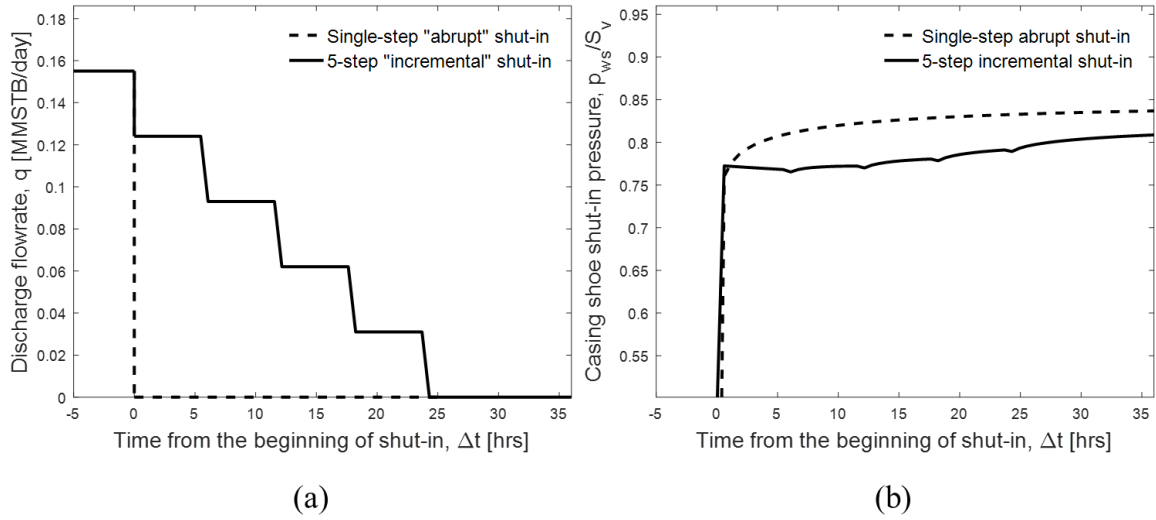 Discharge flowrate, q [MMSTB/day]
0.18
0.16
0.14
0.12
0.1
0.08
0.06
0.04
0.02
0
Single-step "abrupt" shut-in
5-step "incremental" shut-in
-5 0 5 10 15 20 25 30 35
Time from the beginning of shut-in, Δt [hrs]
(a)
Casing shoe shut-in pressure, p_ws/S_v
0.95
0.9
0.85
0.8
0.75
0.7
0.65
0.6
0.55
Single-step abrupt shut-in
5-step incremental shut-in
-5 0 5 10 15 20 25 30 35
Time from the beginning of shut-in, Δt [hrs]
(b)